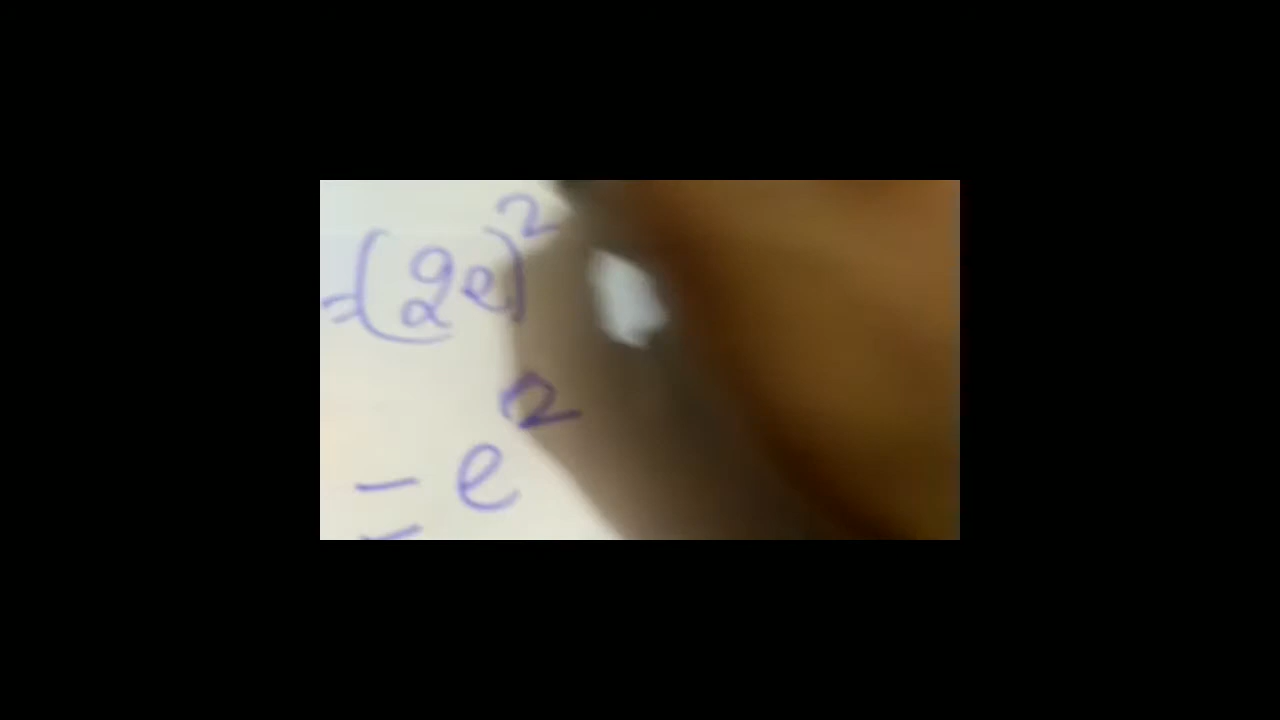 =(2e)²
= e²